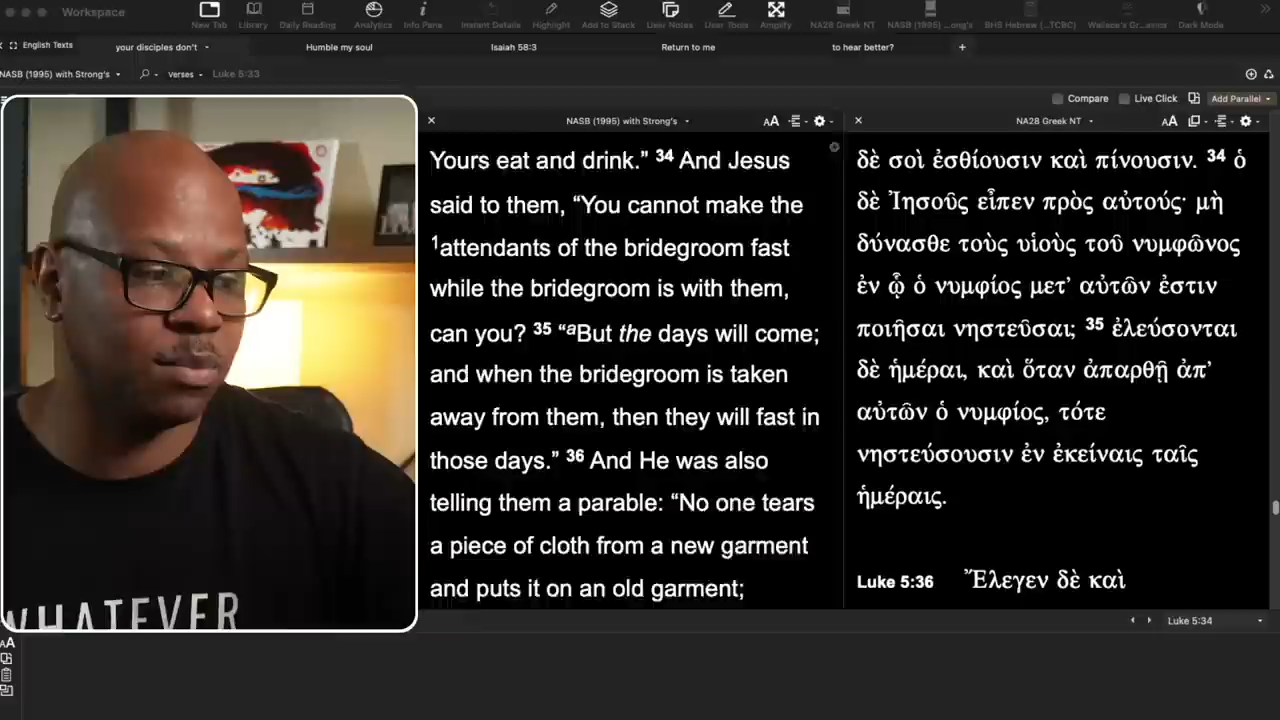 Workspace
New Tab
Library
Daily Reading
Analytics
Info Pans
Instant Details
Highlight
Add to Stack
User Notes
User Tools
Amplify
NA28 Greek NT
NASB (1995) ...ong's
BHS Hebrew (...TCBC)
Wallace's Gr...axics
Dark Mode
English Texts
your disciples don't
Humble my soul
Isaiah 58:3
Return to me
to hear better?
NASB (1995) with Strong's
Verses
Luke 5:33
Compare
Live Click
Add Parallel
NASB (1995) with Strong's
AA
Yours eat and drink.” 34 And Jesus
said to them, “You cannot make the
1attendants of the bridegroom fast
while the bridegroom is with them,
can you? 35 “aBut the days will come;
and when the bridegroom is taken
away from them, then they will fast in
those days.” 36 And He was also
telling them a parable: “No one tears
a piece of cloth from a new garment
and puts it on an old garment;
NA28 Greek NT
AA
δὲ σοὶ ἐσθίουσιν καὶ πίνουσιν. 34 ὁ
δὲ Ἰησοῦς εἶπεν πρὸς αὐτούς· μὴ
δύνασθε τοὺς υἱοὺς τοῦ νυμφῶνος
ἐν ᾧ ὁ νυμφίος μετ’ αὐτῶν ἐστιν
ποιῆσαι νηστεῦσαι; 35 ἐλεύσονται
δὲ ἡμέραι, καὶ ὅταν ἀπαρθῇ ἀπ’
αὐτῶν ὁ νυμφίος, τότε
νηστεύσουσιν ἐν ἐκείναις ταῖς
ἡμέραις.
Luke 5:36 Ἔλεγεν δὲ καὶ
Luke 5:34
WHATEVER
AA